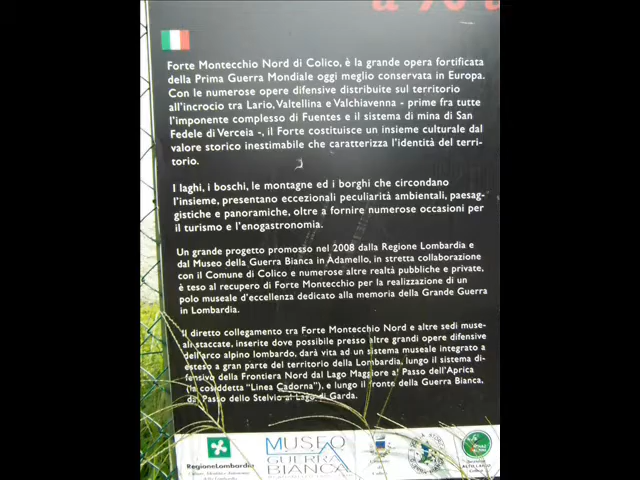 Forte Montecchio Nord di Colico, è la grande opera fortificata
della Prima Guerra Mondiale oggi meglio conservata in Europa.
Con le numerose opere difensive distribuite sul territorio
all'incrocio tra Lario, Valtellina e Valchiavenna - prime fra tutte
l'imponente complesso di Fuentes e il sistema di mina di San
Fedele di Verceia -, il Forte costituisce un insieme culturale dal
valore storico inestimabile che caratterizza l'identità del terri-
torio.
I laghi, i boschi, le montagne ed i borghi che circondano
l'insieme, presentano eccezionali peculiarità ambientali, paesag-
gistiche e panoramiche, oltre a fornire numerose occasioni per
il turismo e l'enogastronomia.
Un grande progetto promosso nel 2008 dalla Regione Lombardia e
dal Museo della Guerra Bianca in Adamello, in stretta collaborazione
con il Comune di Colico e numerose altre realtà pubbliche e private,
è teso al recupero di Forte Montecchio per la realizzazione di un
polo museale d'eccellenza dedicato alla memoria della Grande Guerra
in Lombardia.
Il diretto collegamento tra Forte Montecchio Nord e altre sedi muse-
ali staccate, inserite dove possibile presso altre grandi opere difensive
dell'arco alpino lombardo, darà vita ad un sistema museale integrato e
esteso a gran parte del territorio della Lombardia, lungo il sistema di-
fensivo della Frontiera Nord dal Lago Maggiore al Passo dell'Aprica
(la cosiddetta "Linea Cadorna"), e lungo il fronte della Guerra Bianca,
dal Passo dello Stelvio al Lago di Garda.
RegioneLombardia
MUSEO
GUERRA
BIANCA